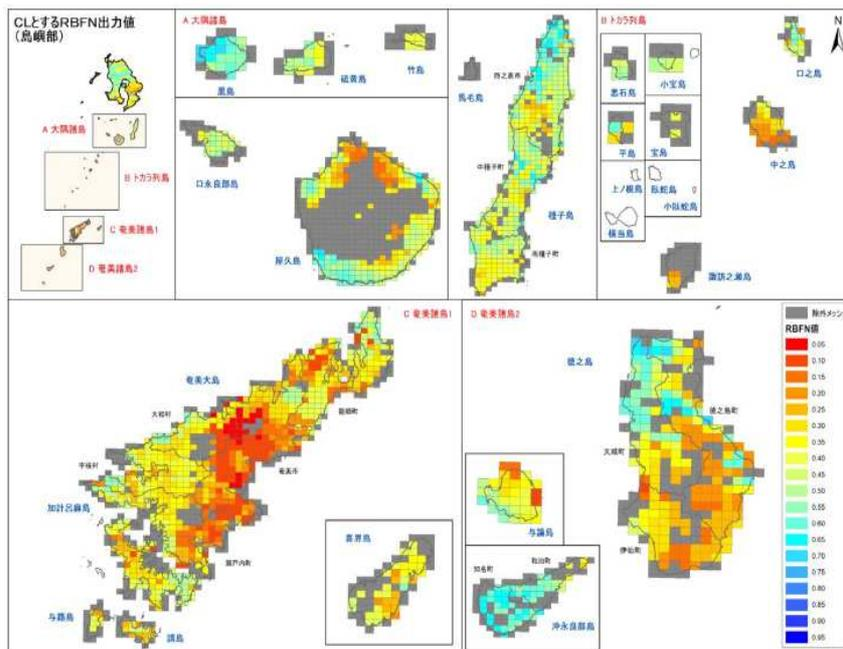 CLとするRBFN出力値
(島嶼部)
A 大隅諸島
B トカラ列島
C 奄美諸島1
D 奄美諸島2
A 大隅諸島
黒島
硫黄島
竹島
口永良部島
屋久島
馬毛島
西之表市
中種子町
種子島
南種子町
B トカラ列島
悪石島
小宝島
平島
宝島
上ノ根島
臥蛇島
小臥蛇島
横当島
口之島
中之島
諏訪之瀬島
N
C 奄美諸島1
奄美大島
大和村
龍郷町
宇検村
奄美市
加計呂麻島
瀬戸内町
与路島
請島
喜界島
D 奄美諸島2
徳之島
徳之島町
天城町
伊仙町
与論島
知名町
和泊町
沖永良部島
除外メッシュ
RBFN値
0.05
0.10
0.15
0.20
0.25
0.30
0.35
0.40
0.45
0.50
0.55
0.60
0.65
0.70
0.75
0.80
0.85
0.90
0.95